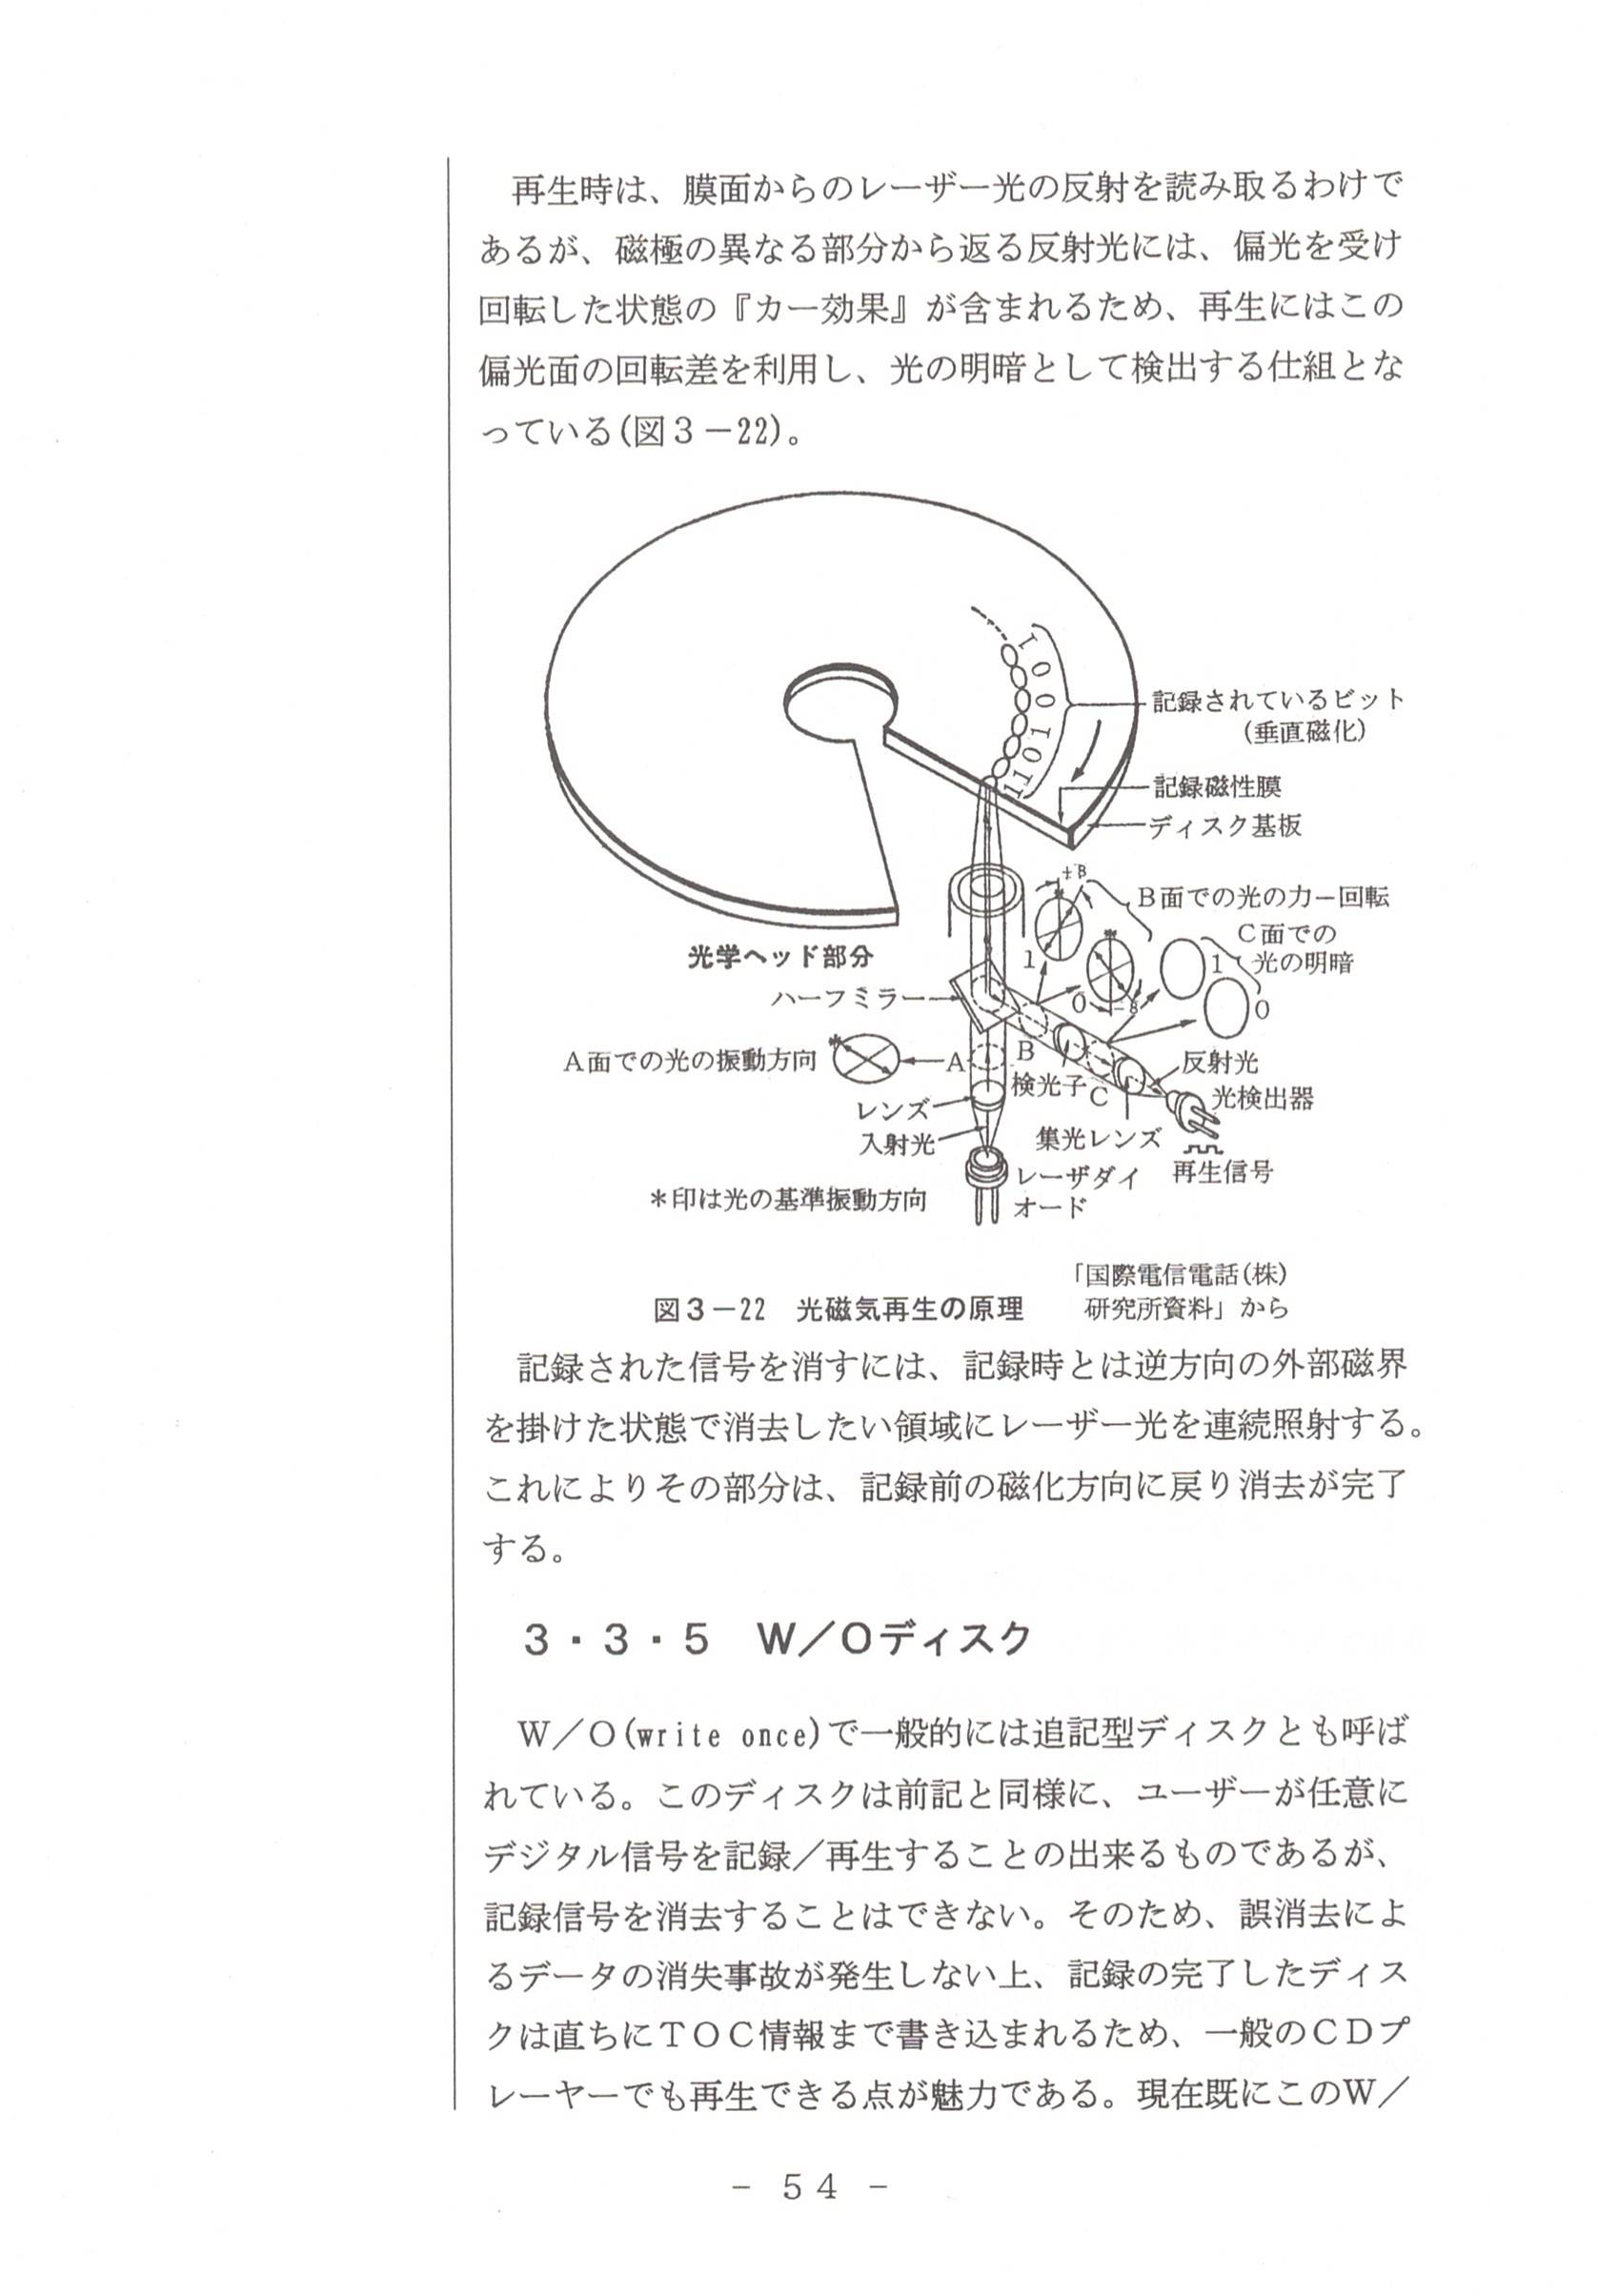 再生時は、膜面からのレーザー光の反射を読み取るわけで
あるが、磁極の異なる部分から返る反射光には、偏光を受け
回転した状態の『カー効果』が含まれるため、再生にはこの
偏光面の回転差を利用し、光の明暗として検出する仕組とな
っている(図３－22)。
1 0 0 1 0 1 1
記録されているビット
(垂直磁化)
記録磁性膜
ディスク基板
+θ
B面での光のカー回転
C面での
光の明暗
光学ヘッド部分
1
1
ハーフミラー
0
-θ
0
A面での光の振動方向
*
A
B
反射光
検光子
C
光検出器
レンズ
入射光
集光レンズ
レーザダイ
オード
再生信号
＊印は光の基準振動方向
「国際電信電話(株)
研究所資料」から
図３－22　光磁気再生の原理
記録された信号を消すには、記録時とは逆方向の外部磁界
を掛けた状態で消去したい領域にレーザー光を連続照射する。
これによりその部分は、記録前の磁化方向に戻り消去が完了
する。
３・３・５　Ｗ／Ｏディスク
Ｗ／Ｏ(write once)で一般的には追記型ディスクとも呼ば
れている。このディスクは前記と同様に、ユーザーが任意に
デジタル信号を記録／再生することの出来るものであるが、
記録信号を消去することはできない。そのため、誤消去によ
るデータの消失事故が発生しない上、記録の完了したディス
クは直ちにＴＯＣ情報まで書き込まれるため、一般のＣＤプ
レーヤーでも再生できる点が魅力である。現在既にこのＷ／
－ 54 －